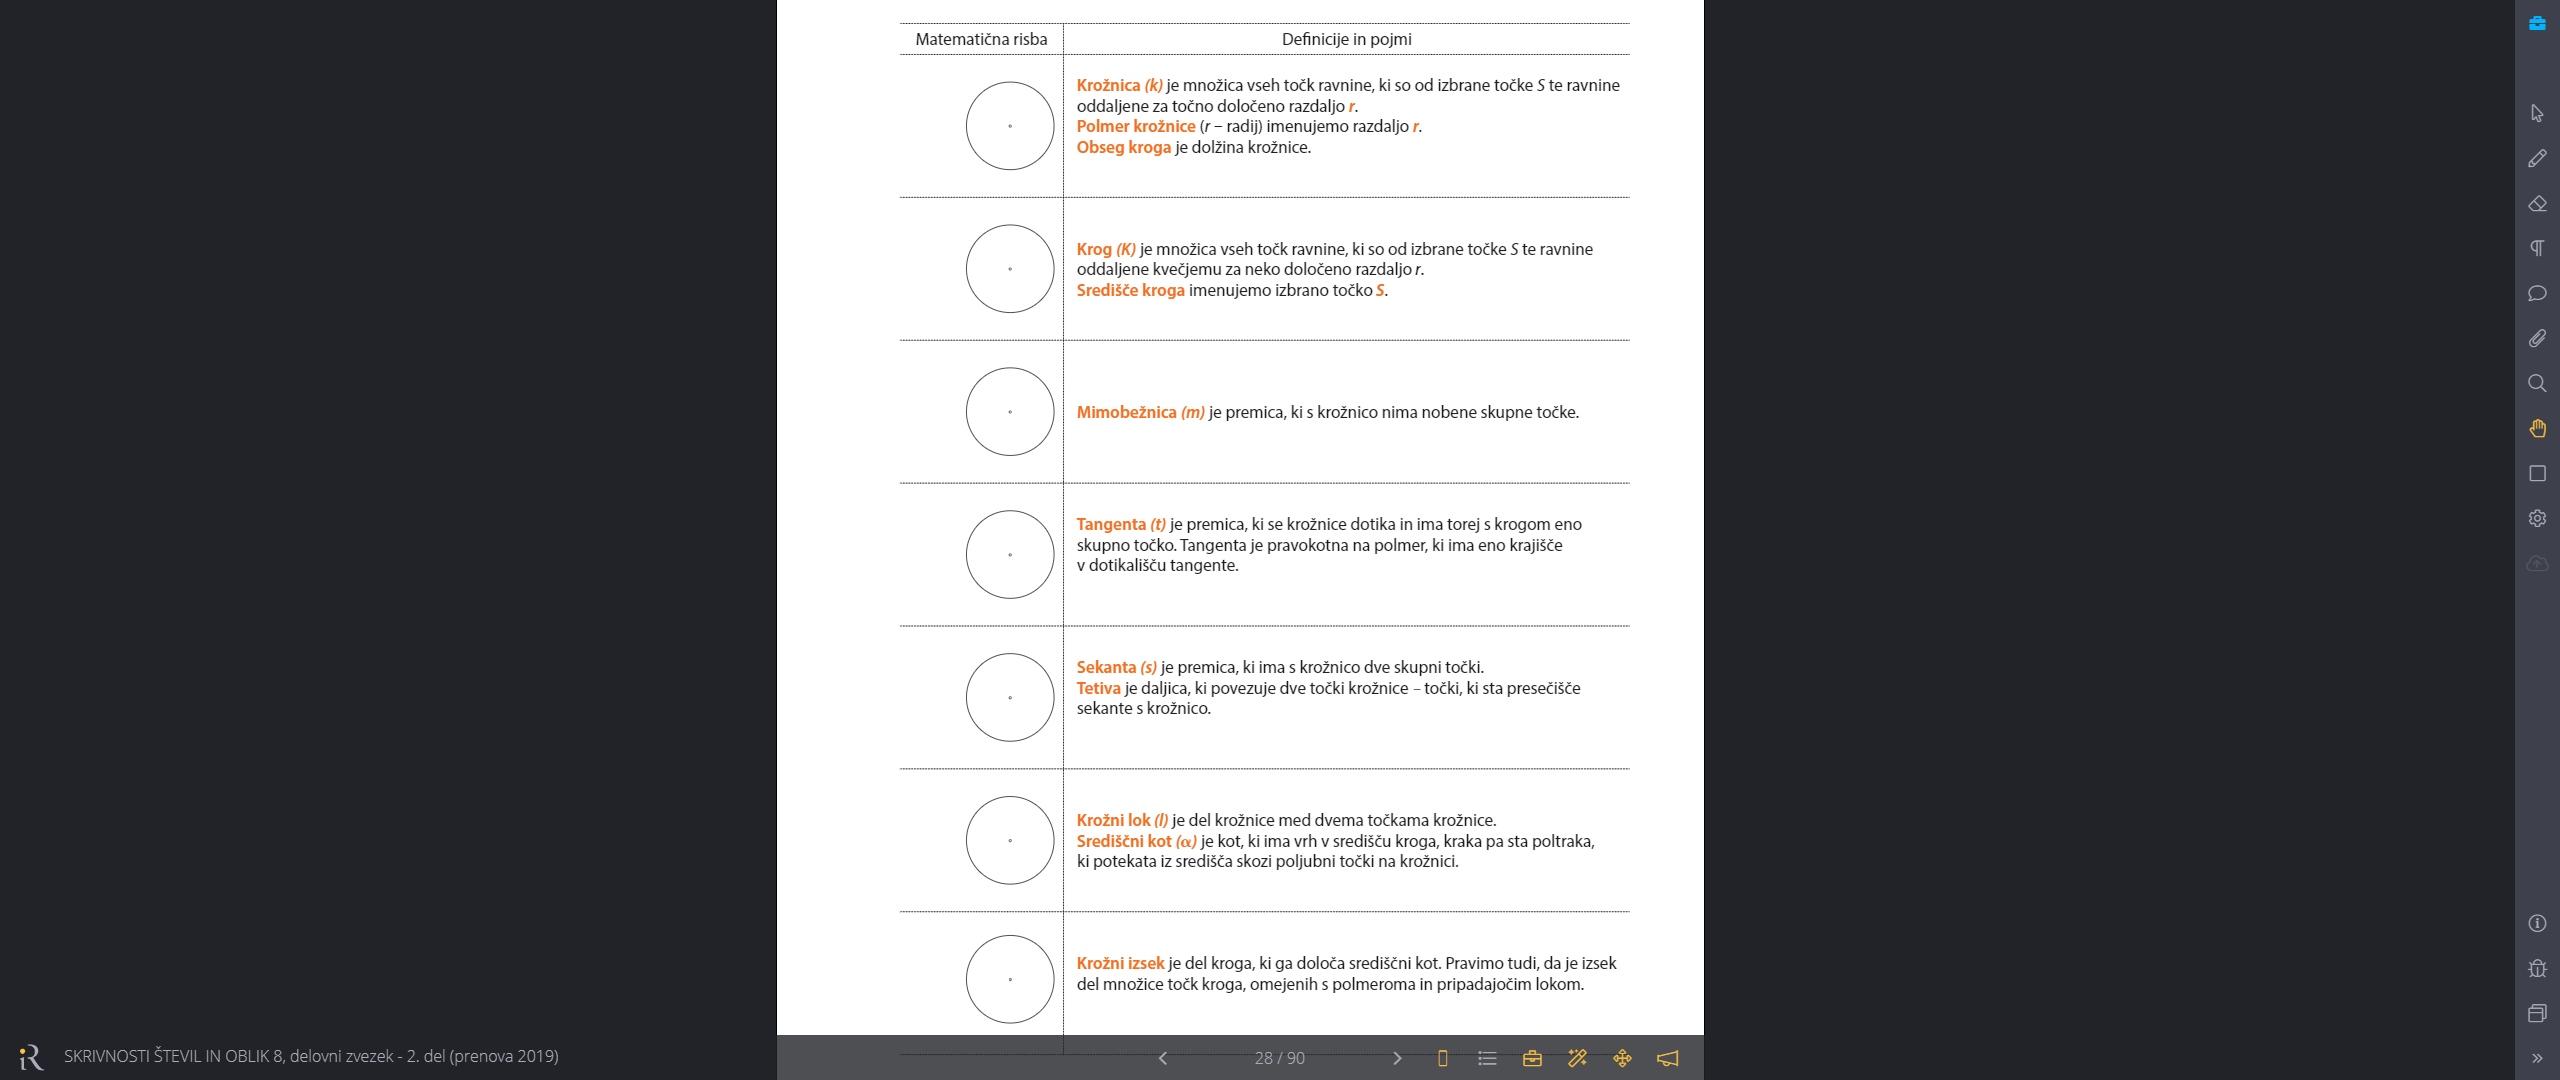 Matematična risba
Definicije in pojmi
Krožnica (k) je množica vseh točk ravnine, ki so od izbrane točke S te ravnine
oddaljene za točno določeno razdaljo r.
Polmer krožnice (r – radij) imenujemo razdaljo r.
Obseg kroga je dolžina krožnice.
Krog (K) je množica vseh točk ravnine, ki so od izbrane točke S te ravnine
oddaljene kvečjemu za neko določeno razdaljo r.
Središče kroga imenujemo izbrano točko S.
Mimobežnica (m) je premica, ki s krožnico nima nobene skupne točke.
Tangenta (t) je premica, ki se krožnice dotika in ima torej s krogom eno
skupno točko. Tangenta je pravokotna na polmer, ki ima eno krajišče
v dotikališču tangente.
Sekanta (s) je premica, ki ima s krožnico dve skupni točki.
Tetiva je daljica, ki povezuje dve točki krožnice – točki, ki sta presečišče
sekante s krožnico.
Krožni lok (l) je del krožnice med dvema točkama krožnice.
Središčni kot (α) je kot, ki ima vrh v središču kroga, kraka pa sta poltraka,
ki potekata iz središča skozi poljubni točki na krožnici.
Krožni izsek je del kroga, ki ga določa središčni kot. Pravimo tudi, da je izsek
del množice točk kroga, omejenih s polmeroma in pripadajočim lokom.
iR SKRIVNOSTI ŠTEVIL IN OBLIK 8, delovni zvezek - 2. del (prenova 2019)
28 / 90